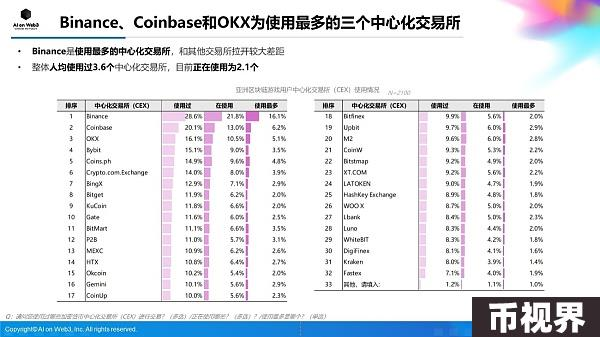 AI on Web3
Binance、Coinbase和OKX为使用最多的三个中心化交易所
• Binance是使用最多的中心化交易所，和其他交易所拉开较大差距
• 整体人均使用过3.6个中心化交易所，目前正在使用为2.1个
亚洲区块链游戏用户中心化交易所（CEX）使用情况
N=2100
排序 中心化交易所（CEX） 使用过 在使用 使用最多
1 Binance 28.6% 21.8% 16.1%
2 Coinbase 20.1% 13.0% 6.2%
3 OKX 16.1% 10.5% 5.1%
4 Bybit 15.1% 9.0% 3.5%
5 Coins.ph 14.9% 9.6% 4.8%
6 Crypto.com.Exchange 14.0% 8.0% 3.9%
7 BingX 12.9% 7.1% 2.9%
8 Bitget 11.9% 6.2% 2.0%
9 KuCoin 11.8% 6.6% 2.0%
10 Gate 11.6% 6.0% 2.5%
11 BitMart 11.1% 6.6% 3.5%
12 P2B 11.0% 5.7% 3.1%
13 MEXC 10.9% 6.2% 2.6%
14 HTX 10.8% 6.4% 2.7%
15 Okcoin 10.2% 5.4% 2.0%
16 Gemini 10.1% 5.6% 2.9%
17 CoinUp 10.0% 5.6% 2.3%
排序 中心化交易所（CEX） 使用过 在使用 使用最多
18 Bitfinex 9.9% 5.6% 2.0%
19 Upbit 9.7% 6.0% 2.9%
20 M2 9.6% 6.0% 2.8%
21 CoinW 9.3% 5.3% 2.2%
22 Bitstmap 9.2% 4.9% 2.0%
23 XT.COM 9.2% 5.6% 2.2%
24 LATOKEN 9.0% 4.7% 1.9%
25 HashKey Exchange 8.9% 4.8% 1.8%
26 WOO X 8.7% 5.0% 2.0%
27 Lbank 8.4% 5.0% 2.3%
28 Luno 8.3% 4.4% 2.0%
29 WhiteBIT 8.3% 4.2% 1.8%
30 DigiFinex 8.1% 4.1% 1.6%
31 Kraken 8.0% 3.9% 1.4%
32 Fastex 7.1% 4.0% 1.9%
33 其他，请填入: 1.2% 1.1% 1.0%
Q：请问您使用过哪些加密货币中心化交易所（CEX）进行交易？（多选）/正在使用哪些？（多选）？/使用最多是哪个？（单选）
Copyright© AI on Web3, Inc. All rights reserved.
币视界